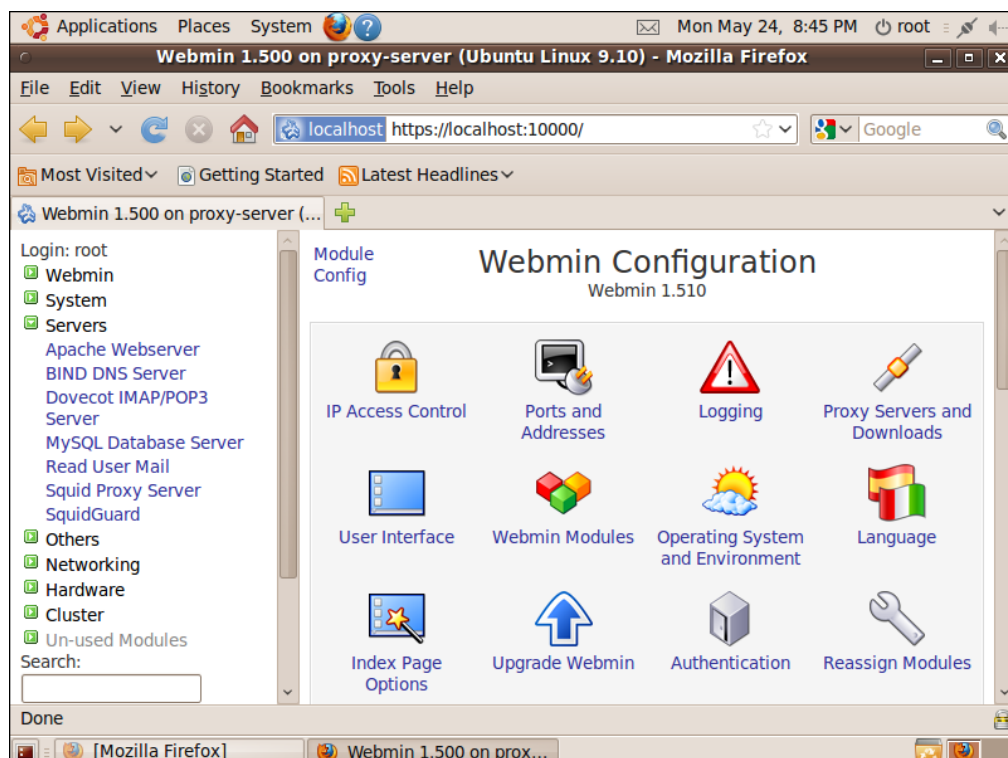 Applications Places System
Mon May 24, 8:45 PM root
Webmin 1.500 on proxy-server (Ubuntu Linux 9.10) - Mozilla Firefox
File Edit View History Bookmarks Tools Help
localhost https://localhost:10000/ Google
Most Visited Getting Started Latest Headlines
Webmin 1.500 on proxy-server (...
Login: root
Webmin
System
Servers
Apache Webserver
BIND DNS Server
Dovecot IMAP/POP3
Server
MySQL Database Server
Read User Mail
Squid Proxy Server
SquidGuard
Others
Networking
Hardware
Cluster
Un-used Modules
Search:
Module
Config
Webmin Configuration
Webmin 1.510
IP Access Control
Ports and
Addresses
Logging
Proxy Servers and
Downloads
User Interface
Webmin Modules
Operating System
and Environment
Language
Index Page
Options
Upgrade Webmin
Authentication
Reassign Modules
Done
[Mozilla Firefox] Webmin 1.500 on prox...